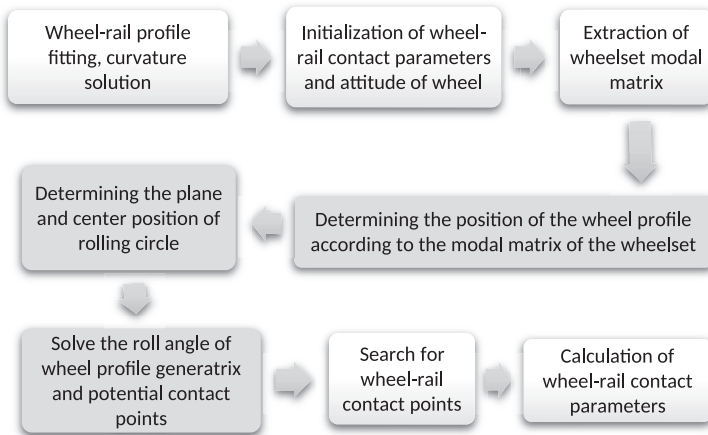 Wheel-rail profile
fitting, curvature
solution
Initialization of wheel-
rail contact parameters
and attitude of wheel
Extraction of
wheelset modal
matrix
Determining the position of the wheel profile
according to the modal matrix of the wheelset
Determining the plane
and center position of
rolling circle
Solve the roll angle of
wheel profile generatrix
and potential contact
points
Search for
wheel-rail
contact points
Calculation of
wheel-rail contact
parameters